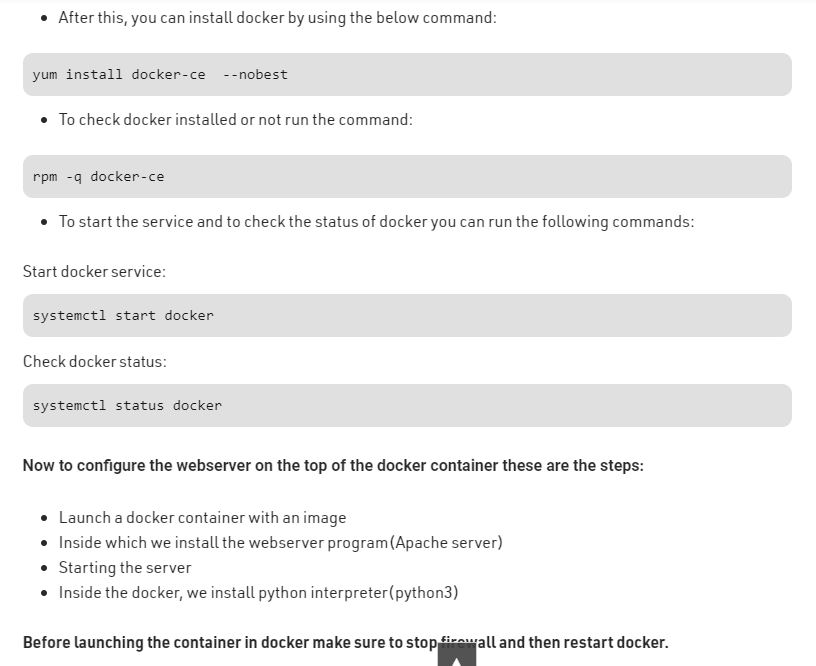 • After this, you can install docker by using the below command:
yum install docker-ce  --nobest
• To check docker installed or not run the command:
rpm -q docker-ce
• To start the service and to check the status of docker you can run the following commands:
Start docker service:
systemctl start docker
Check docker status:
systemctl status docker
Now to configure the webserver on the top of the docker container these are the steps:
• Launch a docker container with an image
• Inside which we install the webserver program(Apache server)
• Starting the server
• Inside the docker, we install python interpreter(python3)
Before launching the container in docker make sure to stop firewall and then restart docker.